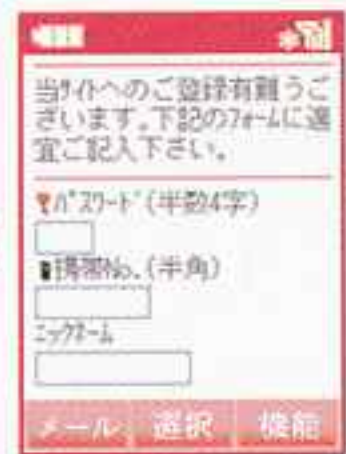 当ｻｲﾄへのご登録有難うご
ざいます。下記のﾌｫｰﾑに適
宜ご記入下さい。
ﾊﾟｽﾜｰﾄﾞ(半数4字)
携帯No.(半角)
ﾆｯｸﾈｰﾑ
メール 選択 機能